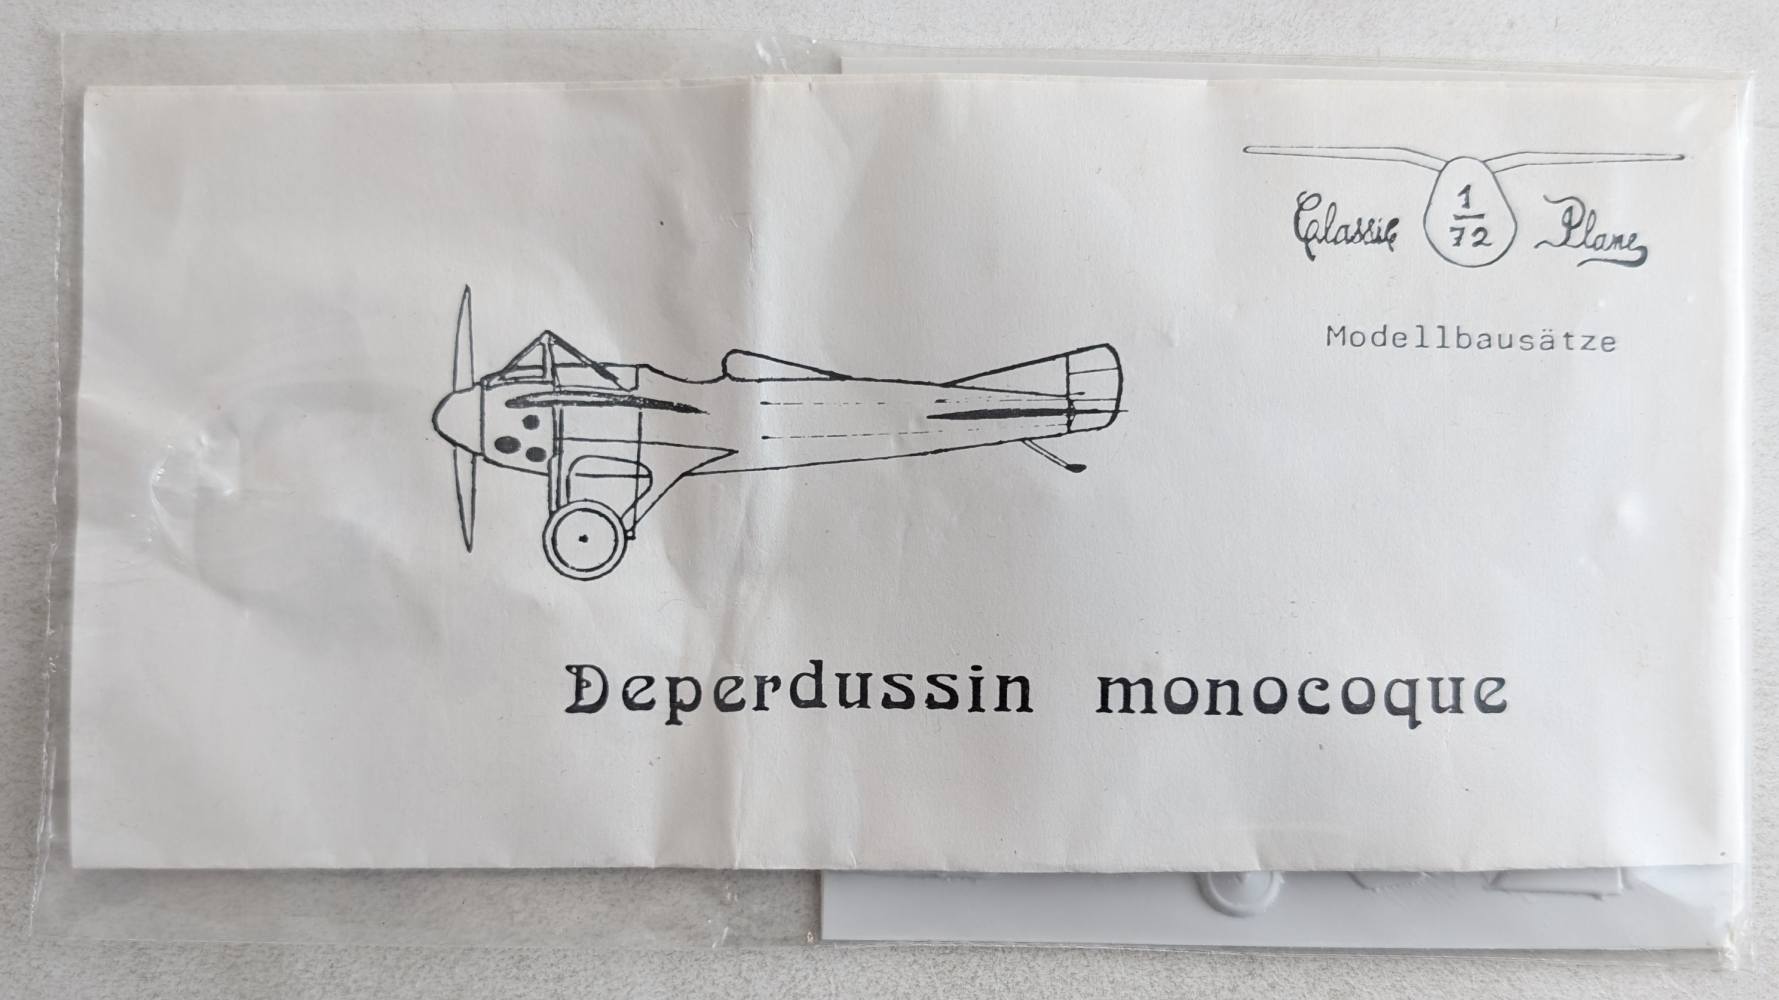 Classic 1/72 Plane
Modellbausätze
Deperdussin monocoque